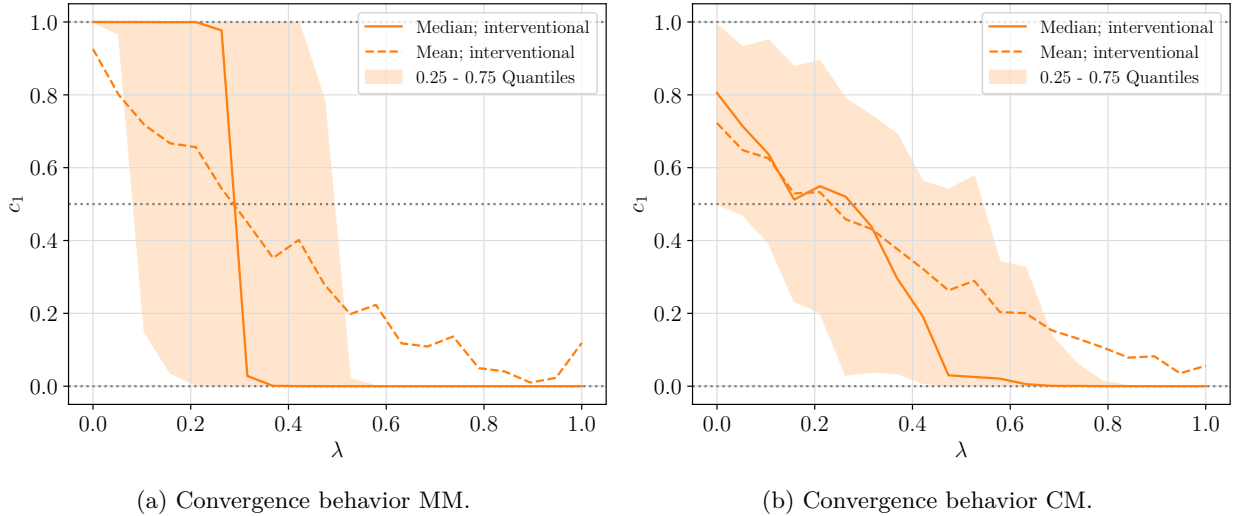 1.0
0.8
0.6
0.4
0.2
0.0
c₁
0.0 0.2 0.4 0.6 0.8 1.0
λ
Median; interventional
Mean; interventional
0.25 - 0.75 Quantiles
(a) Convergence behavior MM.
1.0
0.8
0.6
0.4
0.2
0.0
c₁
0.0 0.2 0.4 0.6 0.8 1.0
λ
Median; interventional
Mean; interventional
0.25 - 0.75 Quantiles
(b) Convergence behavior CM.